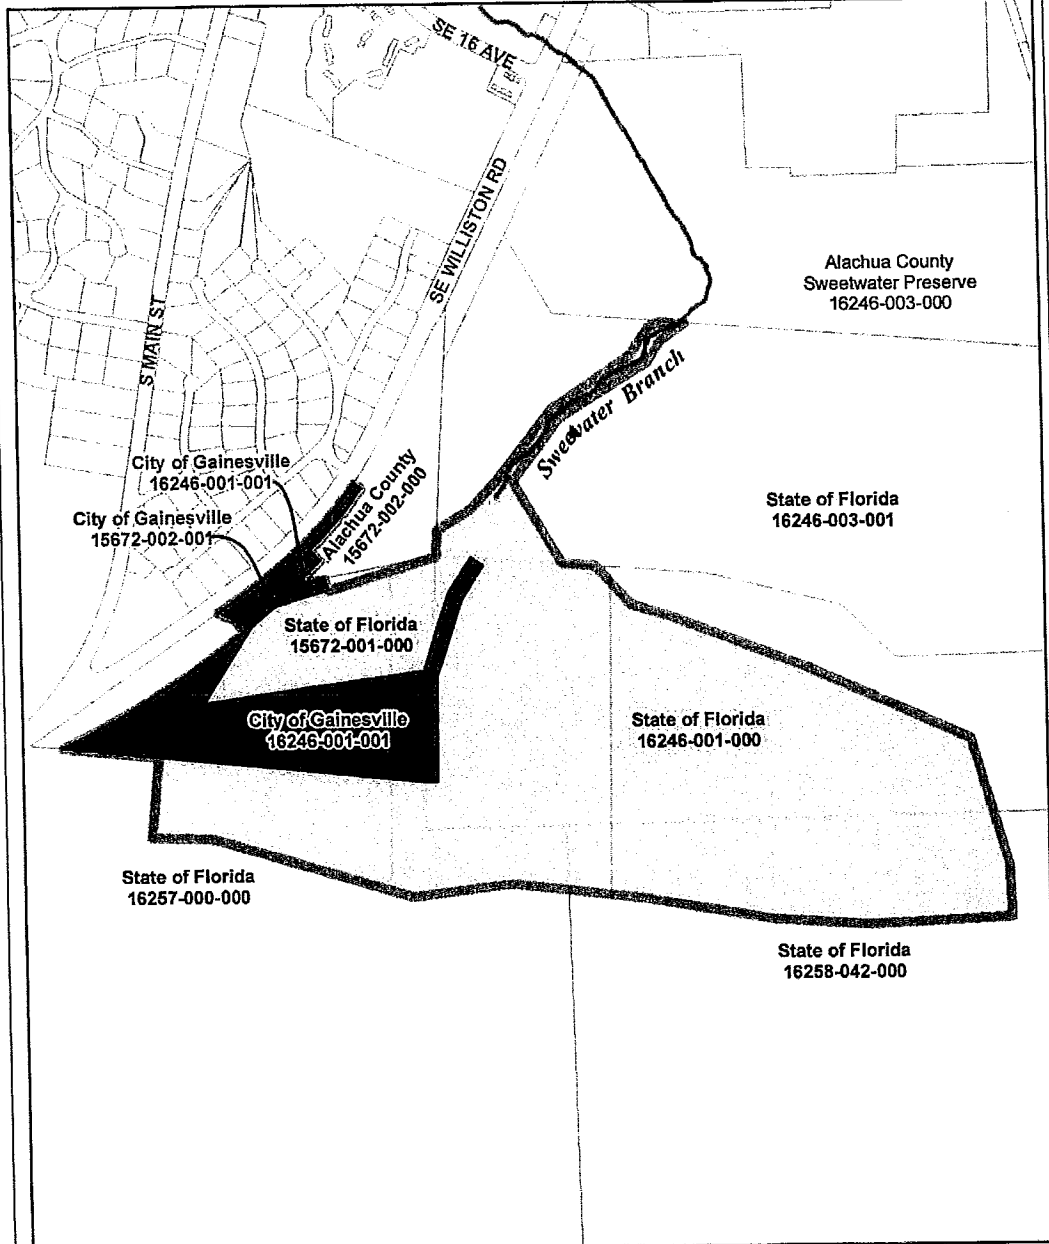 SE 16 AVE
SE WILLISTON RD
S MAIN ST
Alachua County
Sweetwater Preserve
16246-003-000
Sweetwater Branch
City of Gainesville
16246-001-001
Alachua County
15672-002-000
City of Gainesville
15672-002-001
State of Florida
16246-003-001
State of Florida
15672-001-000
City of Gainesville
16246-001-001
State of Florida
16246-001-000
State of Florida
16257-000-000
State of Florida
16258-042-000